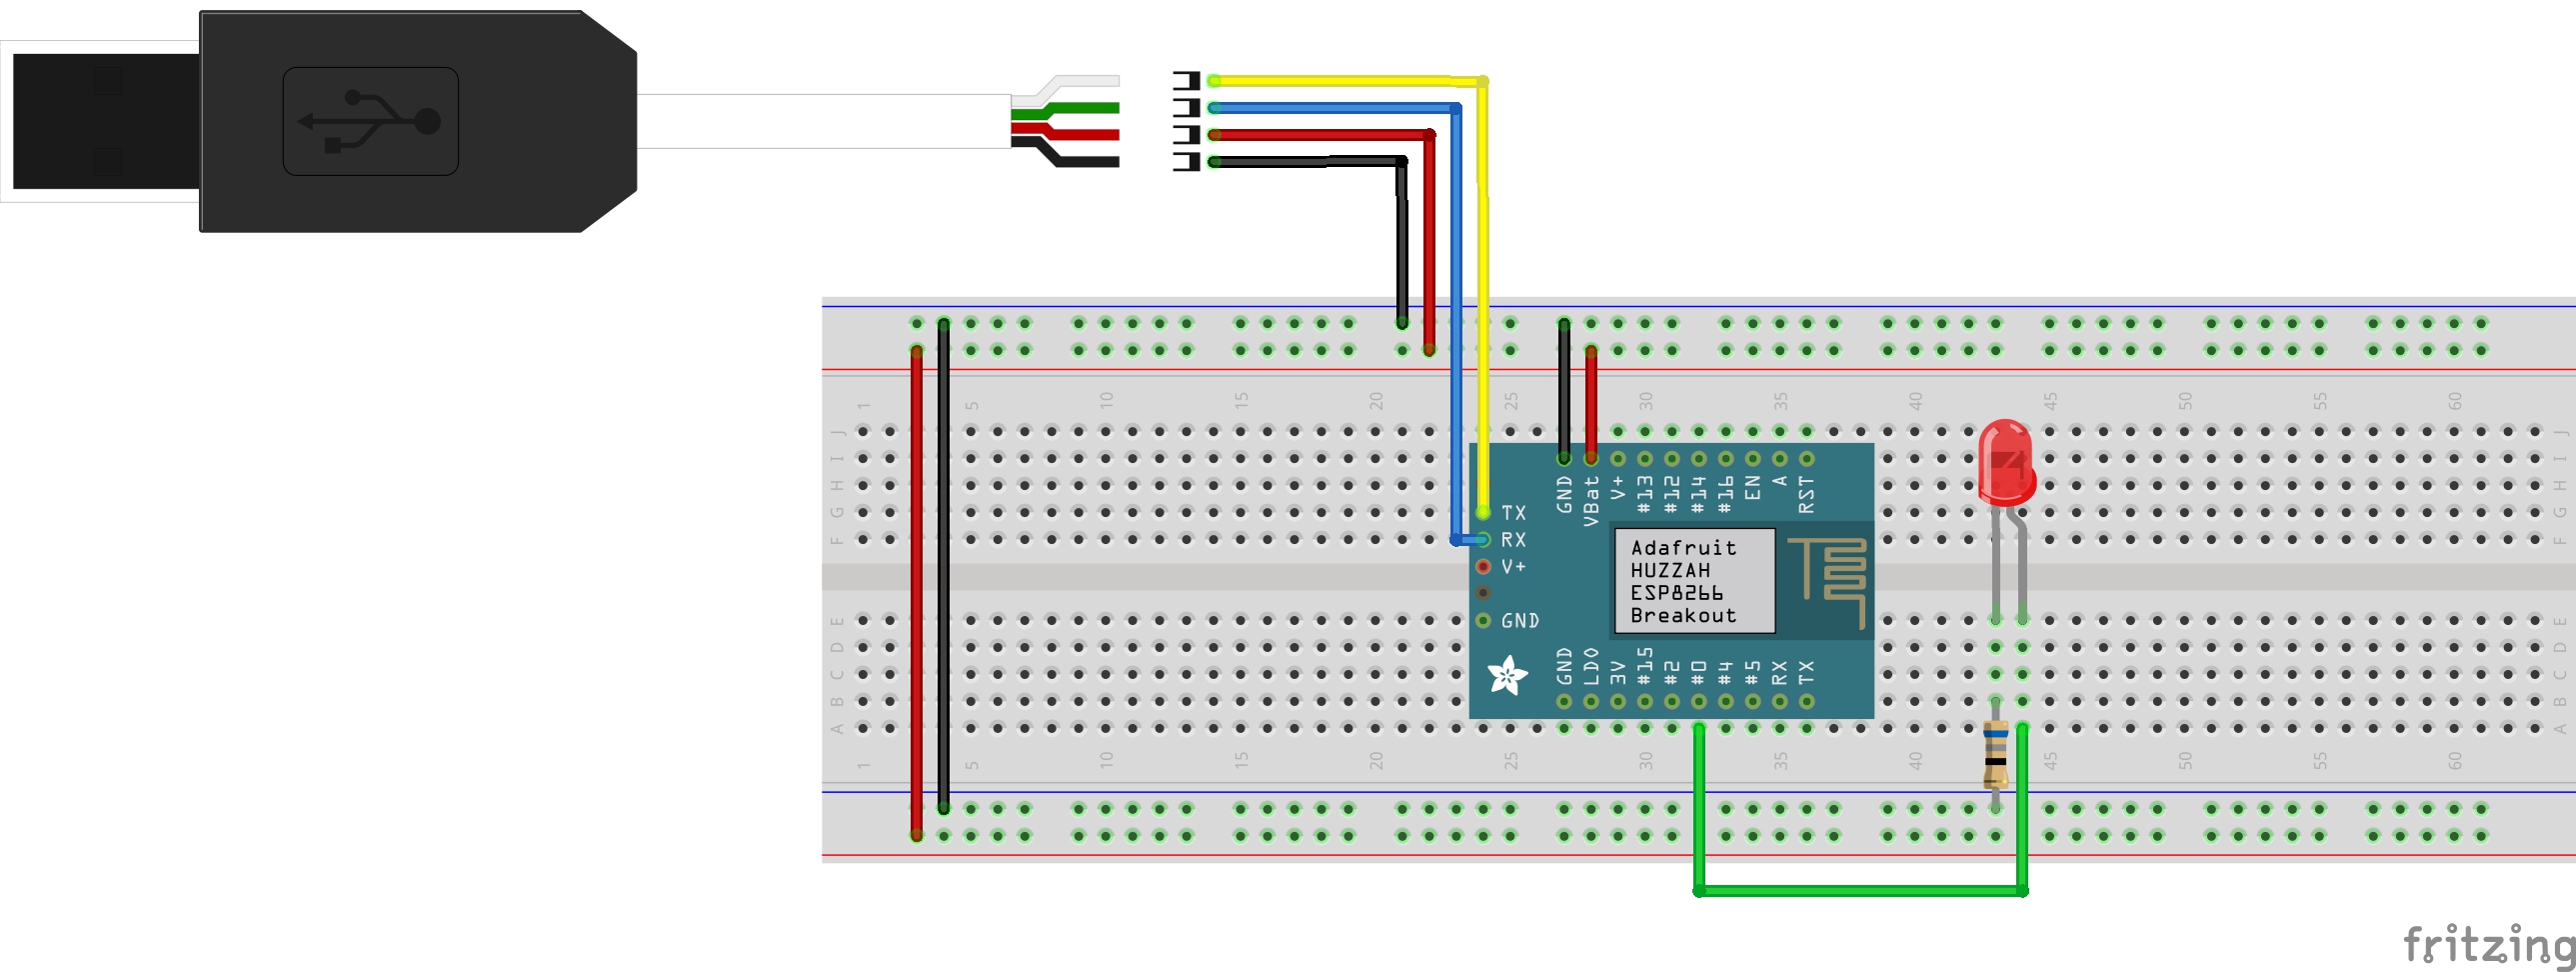 1 5 10 15 20 25 30 35 40 45 50 55 60
J J
I I
H H
G G
F F
GND VBat V+ #13 #12 #14 #16 EN A RST
TX
RX
V+
GND
Adafruit
HUZZAH
ESP8266
Breakout
E E
D D
C C
B B
A A
GND LDO 3V #15 #2 #0 #4 #5 RX TX
1 5 10 15 20 25 30 35 40 45 50 55 60
fritzing